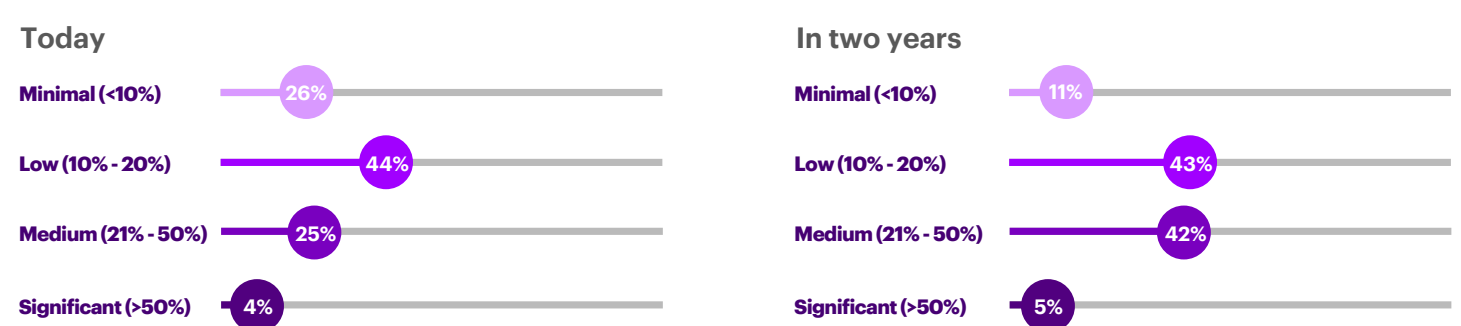 Today
Minimal (<10%) 26%
Low (10% - 20%) 44%
Medium (21% - 50%) 25%
Significant (>50%) 4%
In two years
Minimal (<10%) 11%
Low (10% - 20%) 43%
Medium (21% - 50%) 42%
Significant (>50%) 5%